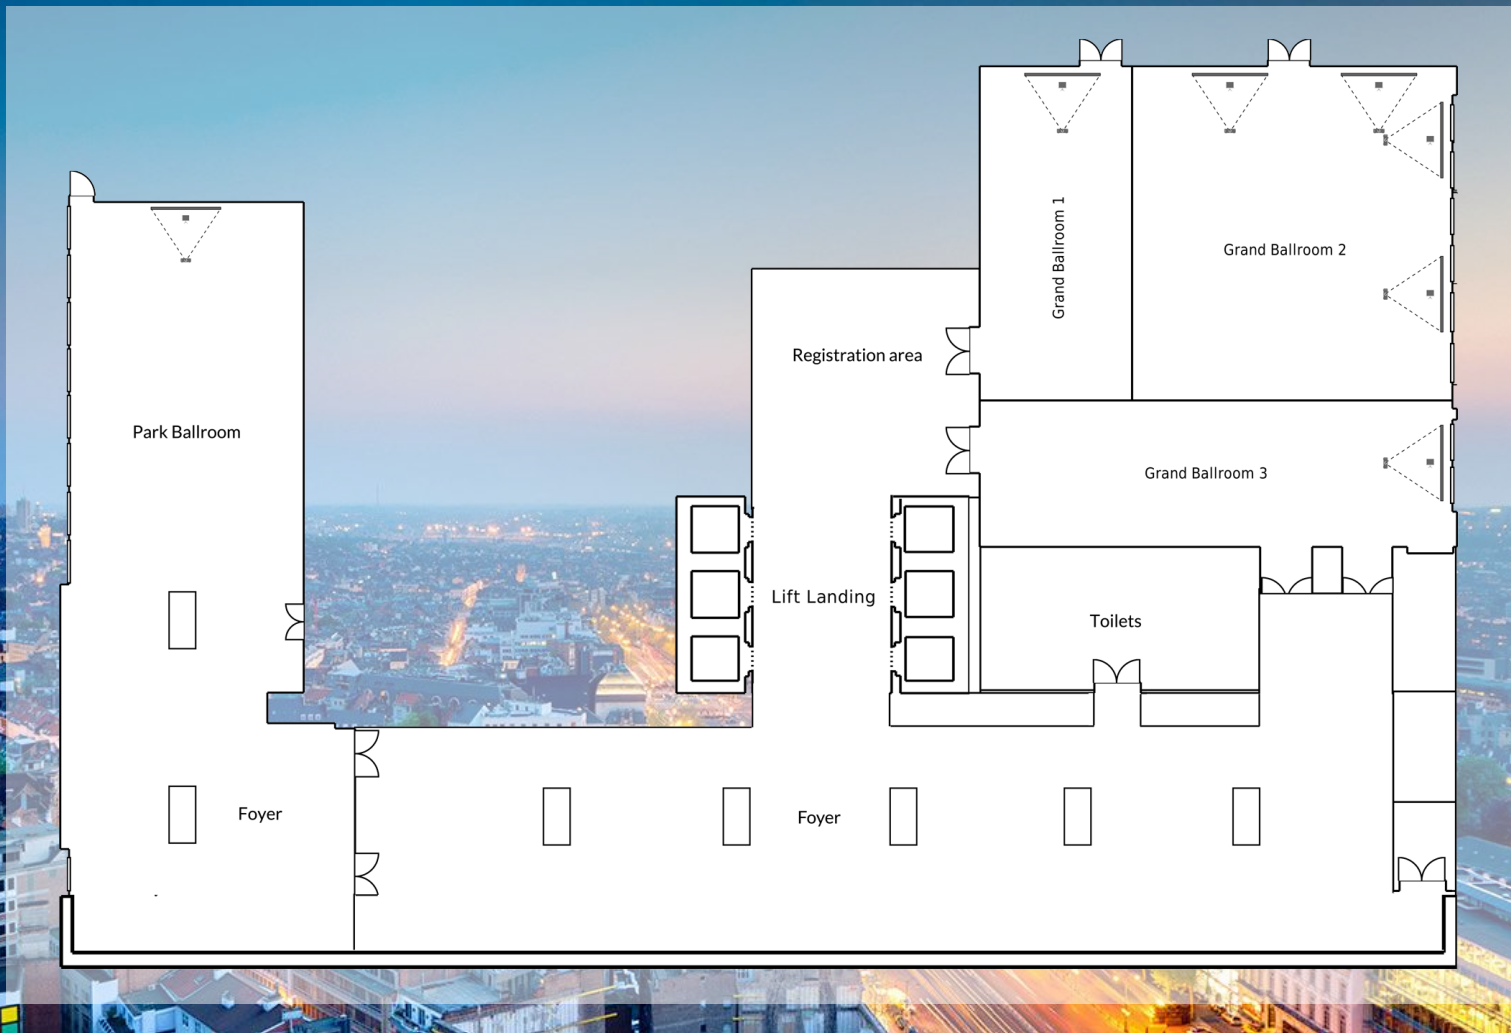 Grand Ballroom 1
Grand Ballroom 2
Registration area
Park Ballroom
Grand Ballroom 3
Lift Landing
Toilets
Foyer
Foyer